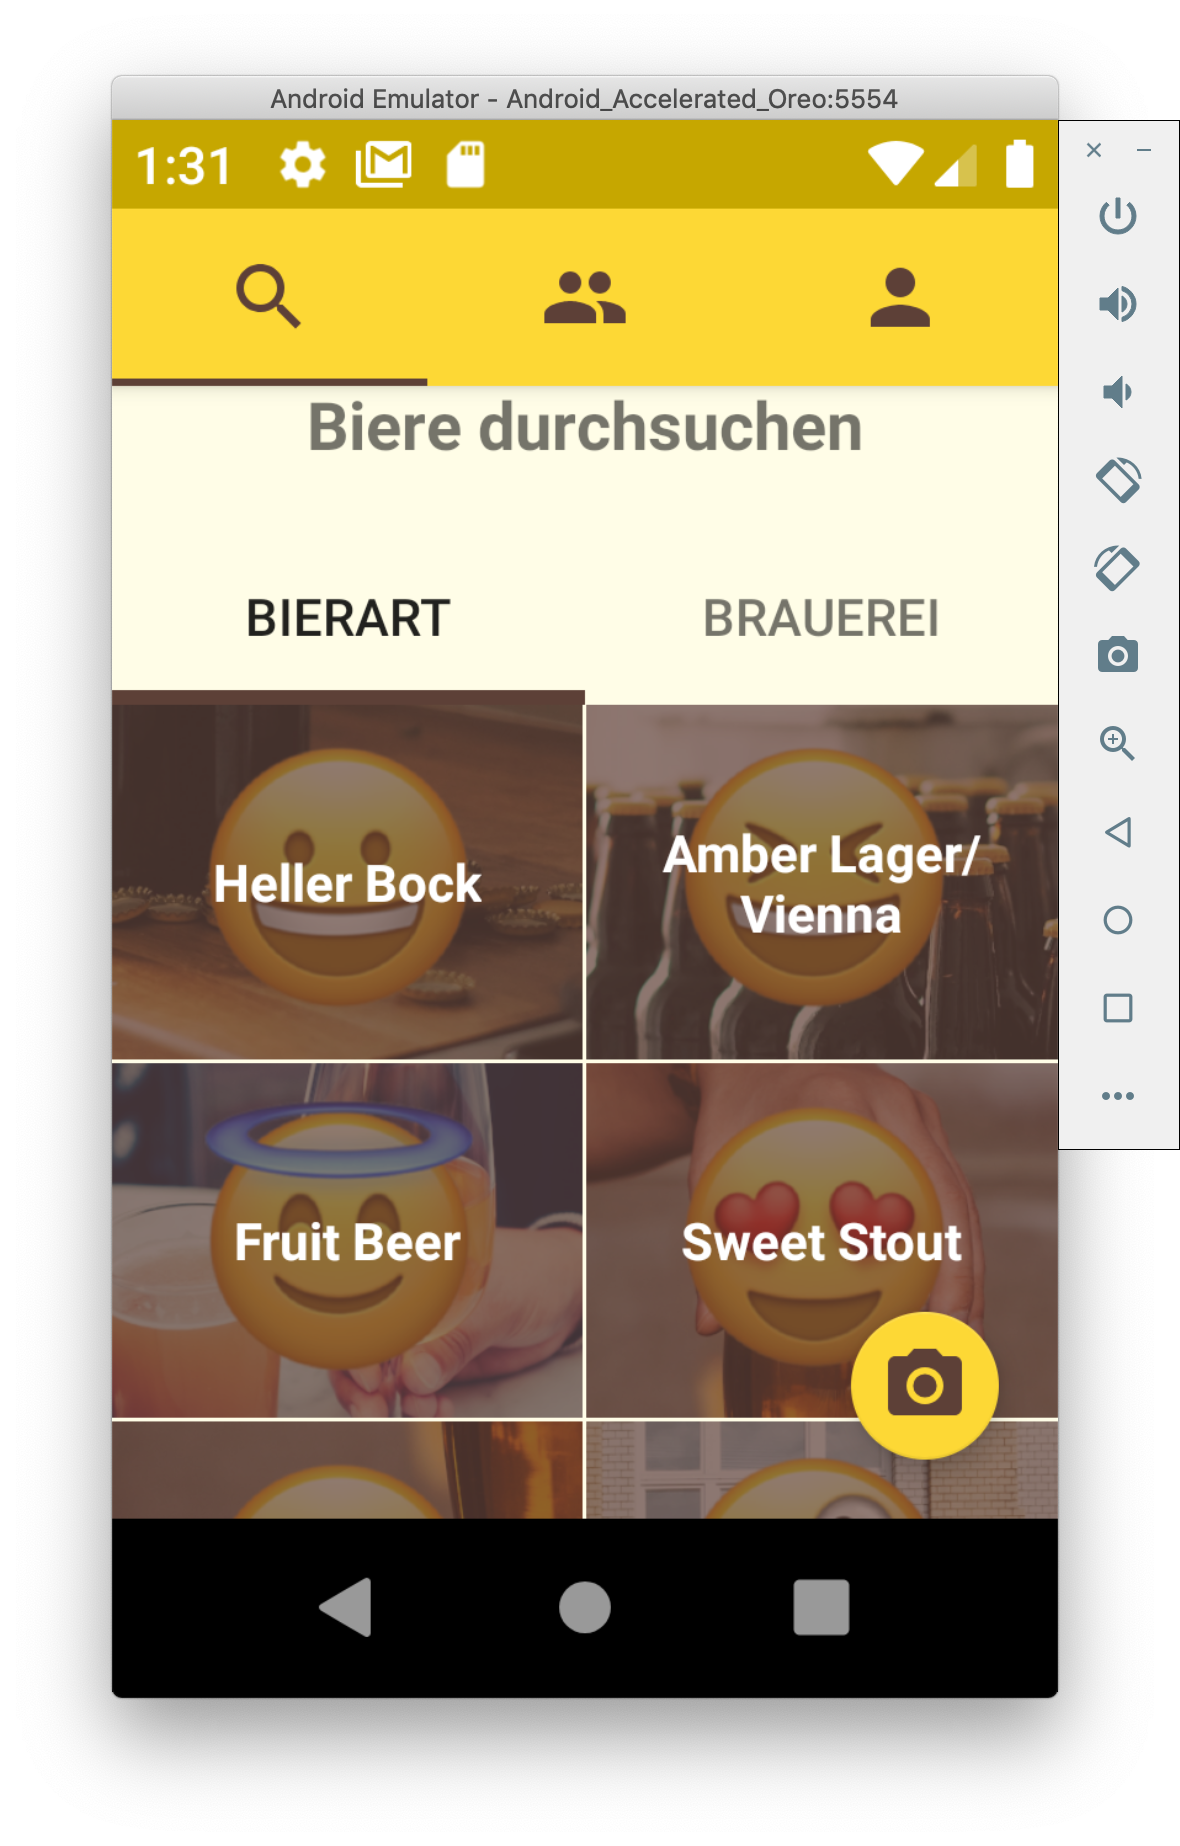 Android Emulator - Android_Accelerated_Oreo:5554
1:31
Biere durchsuchen
BIERART
BRAUEREI
Heller Bock
Amber Lager/
Vienna
Fruit Beer
Sweet Stout